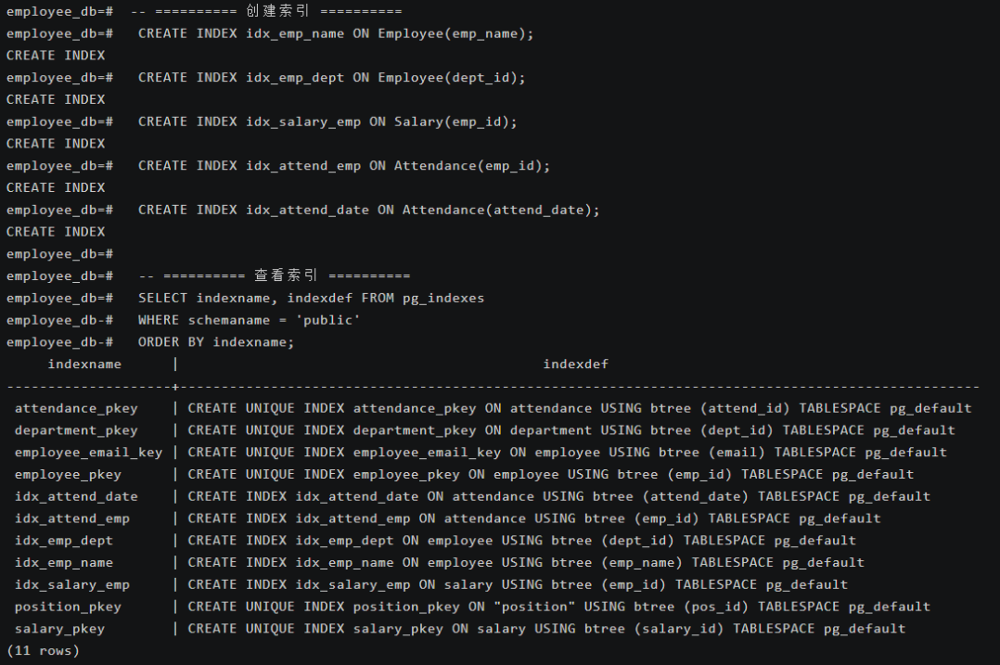 employee_db=#  -- ========== 创建索引 ==========
employee_db=#   CREATE INDEX idx_emp_name ON Employee(emp_name);
CREATE INDEX
employee_db=#   CREATE INDEX idx_emp_dept ON Employee(dept_id);
CREATE INDEX
employee_db=#   CREATE INDEX idx_salary_emp ON Salary(emp_id);
CREATE INDEX
employee_db=#   CREATE INDEX idx_attend_emp ON Attendance(emp_id);
CREATE INDEX
employee_db=#   CREATE INDEX idx_attend_date ON Attendance(attend_date);
CREATE INDEX
employee_db=#
employee_db=#   -- ========== 查看索引 ==========
employee_db=#   SELECT indexname, indexdef FROM pg_indexes
employee_db-#   WHERE schemaname = 'public'
employee_db-#   ORDER BY indexname;
     indexname      |                                            indexdef
--------------------+-------------------------------------------------------------------------------------------------
 attendance_pkey    | CREATE UNIQUE INDEX attendance_pkey ON attendance USING btree (attend_id) TABLESPACE pg_default
 department_pkey    | CREATE UNIQUE INDEX department_pkey ON department USING btree (dept_id) TABLESPACE pg_default
 employee_email_key | CREATE UNIQUE INDEX employee_email_key ON employee USING btree (email) TABLESPACE pg_default
 employee_pkey      | CREATE UNIQUE INDEX employee_pkey ON employee USING btree (emp_id) TABLESPACE pg_default
 idx_attend_date    | CREATE INDEX idx_attend_date ON attendance USING btree (attend_date) TABLESPACE pg_default
 idx_attend_emp     | CREATE INDEX idx_attend_emp ON attendance USING btree (emp_id) TABLESPACE pg_default
 idx_emp_dept       | CREATE INDEX idx_emp_dept ON employee USING btree (dept_id) TABLESPACE pg_default
 idx_emp_name       | CREATE INDEX idx_emp_name ON employee USING btree (emp_name) TABLESPACE pg_default
 idx_salary_emp     | CREATE INDEX idx_salary_emp ON salary USING btree (emp_id) TABLESPACE pg_default
 position_pkey      | CREATE UNIQUE INDEX position_pkey ON "position" USING btree (pos_id) TABLESPACE pg_default
 salary_pkey        | CREATE UNIQUE INDEX salary_pkey ON salary USING btree (salary_id) TABLESPACE pg_default
(11 rows)